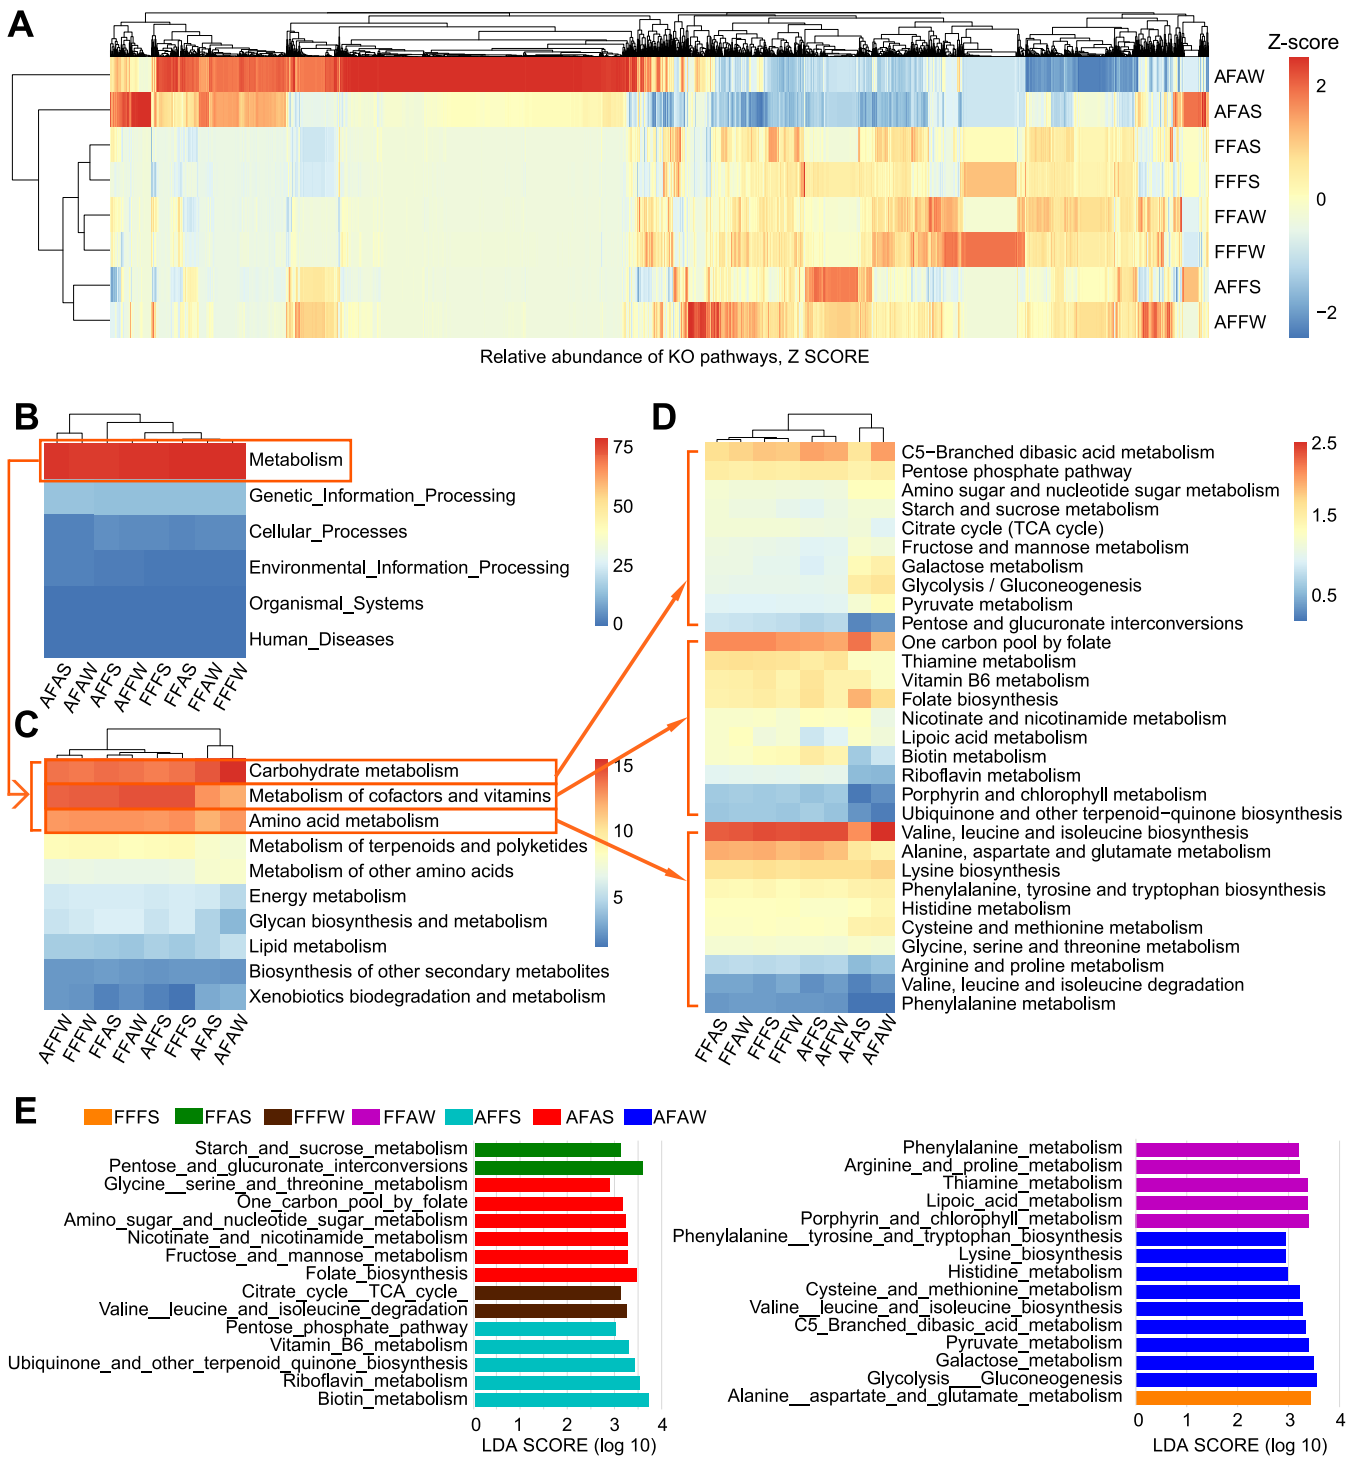 A
Z-score
AFAW
AFAS
FFAS
FFFS
FFAW
FFFW
AFFS
AFFW
2
0
−2
Relative abundance of KO pathways, Z SCORE
B
Metabolism
Genetic_Information_Processing
Cellular_Processes
Environmental_Information_Processing
Organismal_Systems
Human_Diseases
75
50
25
0
AFAS
AFAW
AFFS
AFFW
FFFS
FFAS
FFAW
FFFW
C
Carbohydrate metabolism
Metabolism of cofactors and vitamins
Amino acid metabolism
Metabolism of terpenoids and polyketides
Metabolism of other amino acids
Energy metabolism
Glycan biosynthesis and metabolism
Lipid metabolism
Biosynthesis of other secondary metabolites
Xenobiotics biodegradation and metabolism
15
10
5
AFFW
FFFW
FFAS
FFAW
AFFS
FFFS
AFAS
AFAW
D
C5−Branched dibasic acid metabolism
Pentose phosphate pathway
Amino sugar and nucleotide sugar metabolism
Starch and sucrose metabolism
Citrate cycle (TCA cycle)
Fructose and mannose metabolism
Galactose metabolism
Glycolysis / Gluconeogenesis
Pyruvate metabolism
Pentose and glucuronate interconversions
One carbon pool by folate
Thiamine metabolism
Vitamin B6 metabolism
Folate biosynthesis
Nicotinate and nicotinamide metabolism
Lipoic acid metabolism
Biotin metabolism
Riboflavin metabolism
Porphyrin and chlorophyll metabolism
Ubiquinone and other terpenoid−quinone biosynthesis
Valine, leucine and isoleucine biosynthesis
Alanine, aspartate and glutamate metabolism
Lysine biosynthesis
Phenylalanine, tyrosine and tryptophan biosynthesis
Histidine metabolism
Cysteine and methionine metabolism
Glycine, serine and threonine metabolism
Arginine and proline metabolism
Valine, leucine and isoleucine degradation
Phenylalanine metabolism
2.5
1.5
0.5
FFAS
FFAW
FFFS
FFFW
AFFS
AFFW
AFAS
AFAW
E
FFFS FFAS FFFW FFAW AFFS AFAS AFAW
Starch_and_sucrose_metabolism
Pentose_and_glucuronate_interconversions
Glycine__serine_and_threonine_metabolism
One_carbon_pool_by_folate
Amino_sugar_and_nucleotide_sugar_metabolism
Nicotinate_and_nicotinamide_metabolism
Fructose_and_mannose_metabolism
Folate_biosynthesis
Citrate_cycle__TCA_cycle_
Valine__leucine_and_isoleucine_degradation
Pentose_phosphate_pathway
Vitamin_B6_metabolism
Ubiquinone_and_other_terpenoid_quinone_biosynthesis
Riboflavin_metabolism
Biotin_metabolism
0 1 2 3 4
LDA SCORE (log 10)
Phenylalanine_metabolism
Arginine_and_proline_metabolism
Thiamine_metabolism
Lipoic_acid_metabolism
Porphyrin_and_chlorophyll_metabolism
Phenylalanine__tyrosine_and_tryptophan_biosynthesis
Lysine_biosynthesis
Histidine_metabolism
Cysteine_and_methionine_metabolism
Valine__leucine_and_isoleucine_biosynthesis
C5_Branched_dibasic_acid_metabolism
Pyruvate_metabolism
Galactose_metabolism
Glycolysis___Gluconeogenesis
Alanine__aspartate_and_glutamate_metabolism
0 1 2 3 4
LDA SCORE (log 10)